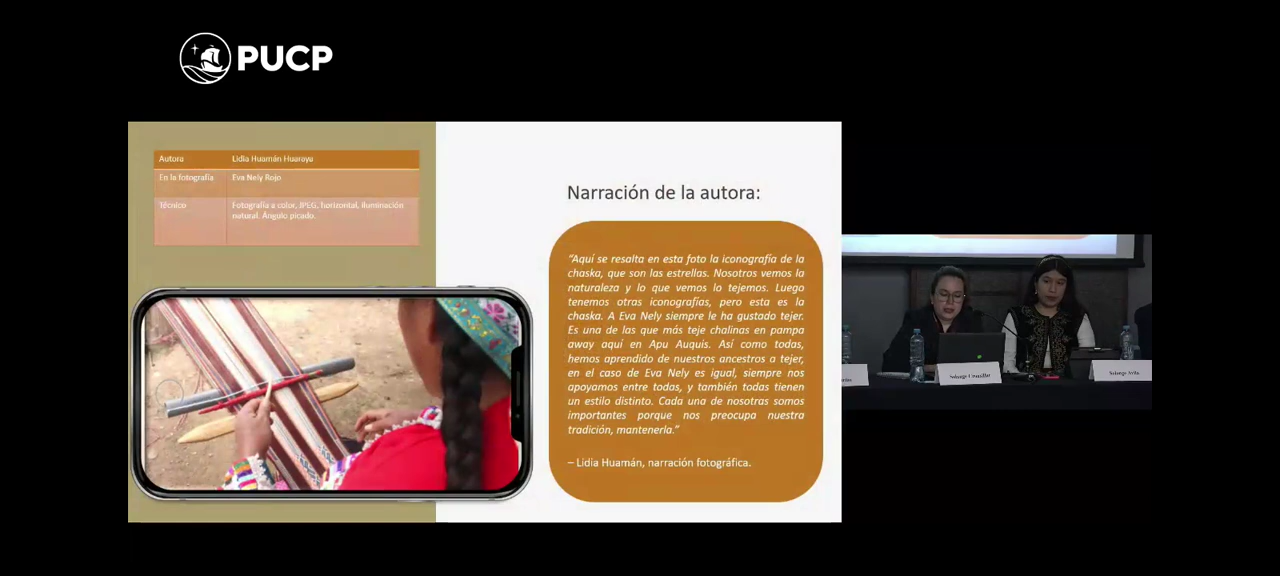 PUCP
Autora Lidia Huamán Huaraya
En la fotografía Eva Nely Rojo
Técnica Fotografía a color, JPEG, horizontal, iluminación
natural. Ángulo picado.
Narración de la autora:
“Aquí se resalta en esta foto la iconografía de la
chaska, que son las estrellas. Nosotros vemos la
naturaleza y lo que vemos lo tejemos. Luego
tenemos otras iconografías, pero esta es la
chaska. A Eva Nely siempre le ha gustado tejer.
Es una de las que más teje chalinas en pampa
away aquí en Apu Auquis. Así como todas,
hemos aprendido de nuestros ancestros a tejer,
en el caso de Eva Nely es igual, siempre nos
apoyamos entre todas, y también todas tienen
un estilo distinto. Cada una de nosotras somos
importantes porque nos preocupa nuestra
tradición, mantenerla.”
– Lidia Huamán, narración fotográfica.
Solange
Solange Avila